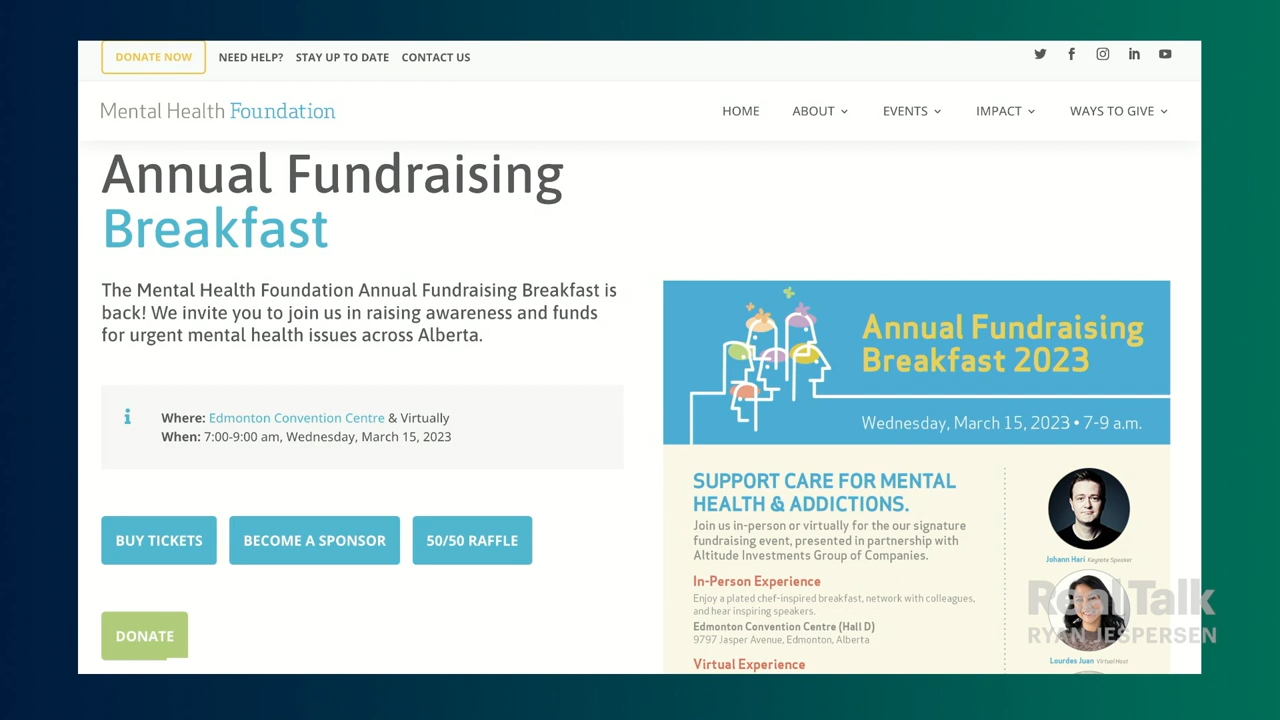 DONATE NOW NEED HELP? STAY UP TO DATE CONTACT US
Mental Health Foundation
HOME ABOUT EVENTS IMPACT WAYS TO GIVE
Annual Fundraising
Breakfast
The Mental Health Foundation Annual Fundraising Breakfast is
back! We invite you to join us in raising awareness and funds
for urgent mental health issues across Alberta.
Where: Edmonton Convention Centre & Virtually
When: 7:00-9:00 am, Wednesday, March 15, 2023
BUY TICKETS BECOME A SPONSOR 50/50 RAFFLE
DONATE
Annual Fundraising
Breakfast 2023
Wednesday, March 15, 2023 • 7-9 a.m.
SUPPORT CARE FOR MENTAL
HEALTH & ADDICTIONS.
Join us in-person or virtually for the our signature
fundraising event, presented in partnership with
Altitude Investments Group of Companies.
In-Person Experience
Enjoy a plated chef-inspired breakfast, network with colleagues,
and hear inspiring speakers.
Edmonton Convention Centre (Hall D)
9797 Jasper Avenue, Edmonton, Alberta
Virtual Experience
Johann Hari Keynote Speaker
Lourdes Juan Virtual Host
Real Talk
RYAN JESPERSEN